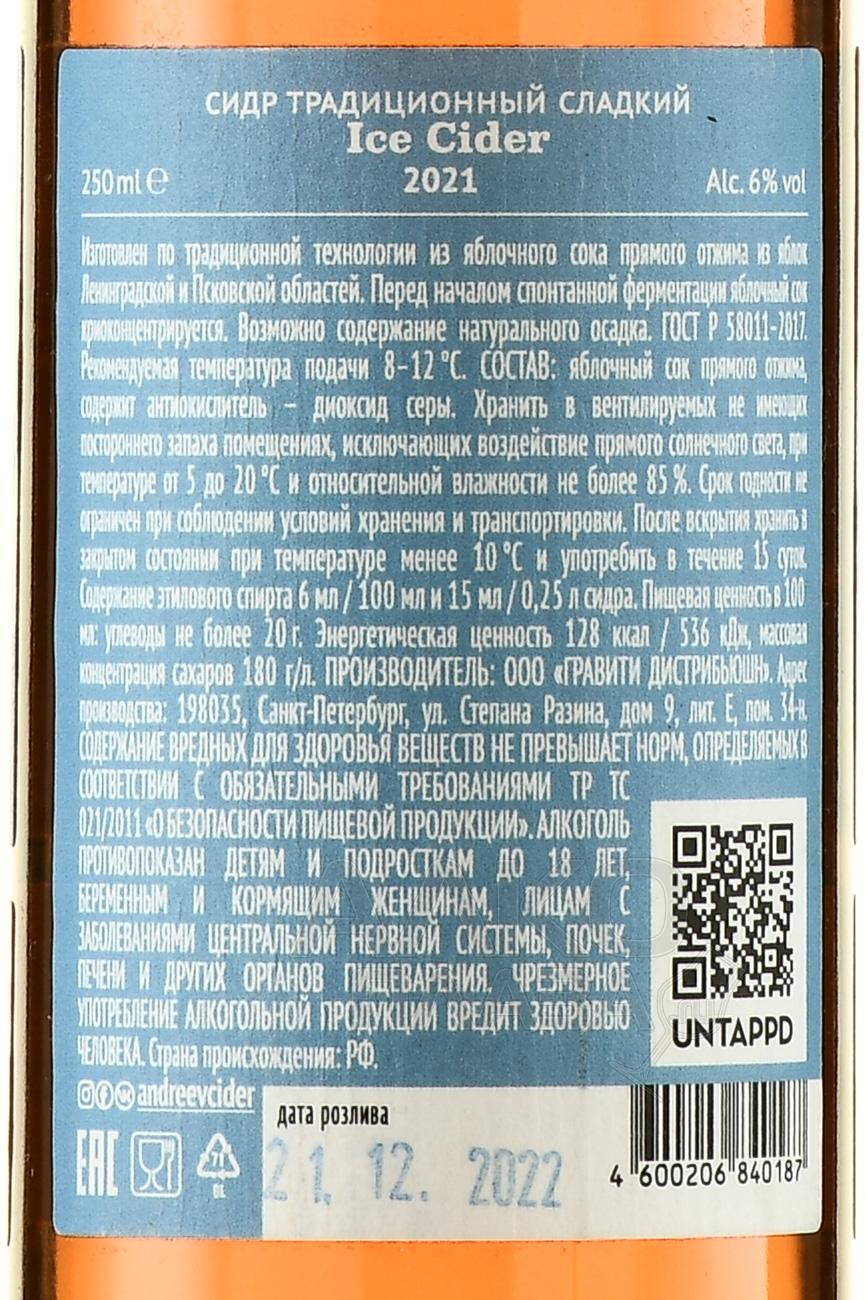 СИДР ТРАДИЦИОННЫЙ СЛАДКИЙ
Ice Cider
250 ml ℮ 2021 Alc. 6% vol
Изготовлен по традиционной технологии из яблочного сока прямого отжима из яблок
Ленинградской и Псковской областей. Перед началом спонтанной ферментации яблочный сок
криоконцентрируется. Возможно содержание натурального осадка. ГОСТ Р 58011-2017.
Рекомендуемая температура подачи 8–12 °С. СОСТАВ: яблочный сок прямого отжима,
содержит антиокислитель – диоксид серы. Хранить в вентилируемых не имеющих
постороннего запаха помещениях, исключающих воздействие прямого солнечного света, при
температуре от 5 до 20 °С и относительной влажности не более 85 %. Срок годности не
ограничен при соблюдении условий хранения и транспортировки. После вскрытия хранить в
закрытом состоянии при температуре менее 10 °С и употребить в течение 15 суток.
Содержание этилового спирта 6 мл / 100 мл и 15 мл / 0,25 л сидра. Пищевая ценность в 100
мл: углеводы не более 20 г. Энергетическая ценность 128 ккал / 536 кДж, массовая
концентрация сахаров 180 г/л. ПРОИЗВОДИТЕЛЬ: ООО «ГРАВИТИ ДИСТРИБЬЮШН». Адрес
производства: 198035, Санкт-Петербург, ул. Степана Разина, дом 9, лит. Е, пом. 34-н.
СОДЕРЖАНИЕ ВРЕДНЫХ ДЛЯ ЗДОРОВЬЯ ВЕЩЕСТВ НЕ ПРЕВЫШАЕТ НОРМ, ОПРЕДЕЛЯЕМЫХ В
СООТВЕТСТВИИ С ОБЯЗАТЕЛЬНЫМИ ТРЕБОВАНИЯМИ ТР ТС
021/2011 «О БЕЗОПАСНОСТИ ПИЩЕВОЙ ПРОДУКЦИИ». АЛКОГОЛЬ
ПРОТИВОПОКАЗАН ДЕТЯМ И ПОДРОСТКАМ ДО 18 ЛЕТ,
БЕРЕМЕННЫМ И КОРМЯЩИМ ЖЕНЩИНАМ, ЛИЦАМ С
ЗАБОЛЕВАНИЯМИ ЦЕНТРАЛЬНОЙ НЕРВНОЙ СИСТЕМЫ, ПОЧЕК,
ПЕЧЕНИ И ДРУГИХ ОРГАНОВ ПИЩЕВАРЕНИЯ. ЧРЕЗМЕРНОЕ
УПОТРЕБЛЕНИЕ АЛКОГОЛЬНОЙ ПРОДУКЦИИ ВРЕДИТ ЗДОРОВЬЮ
ЧЕЛОВЕКА. Страна происхождения: РФ.
UNTAPPD
andreevcider
дата розлива
21. 12. 2022
EAC
71
GL
4 600206 840187